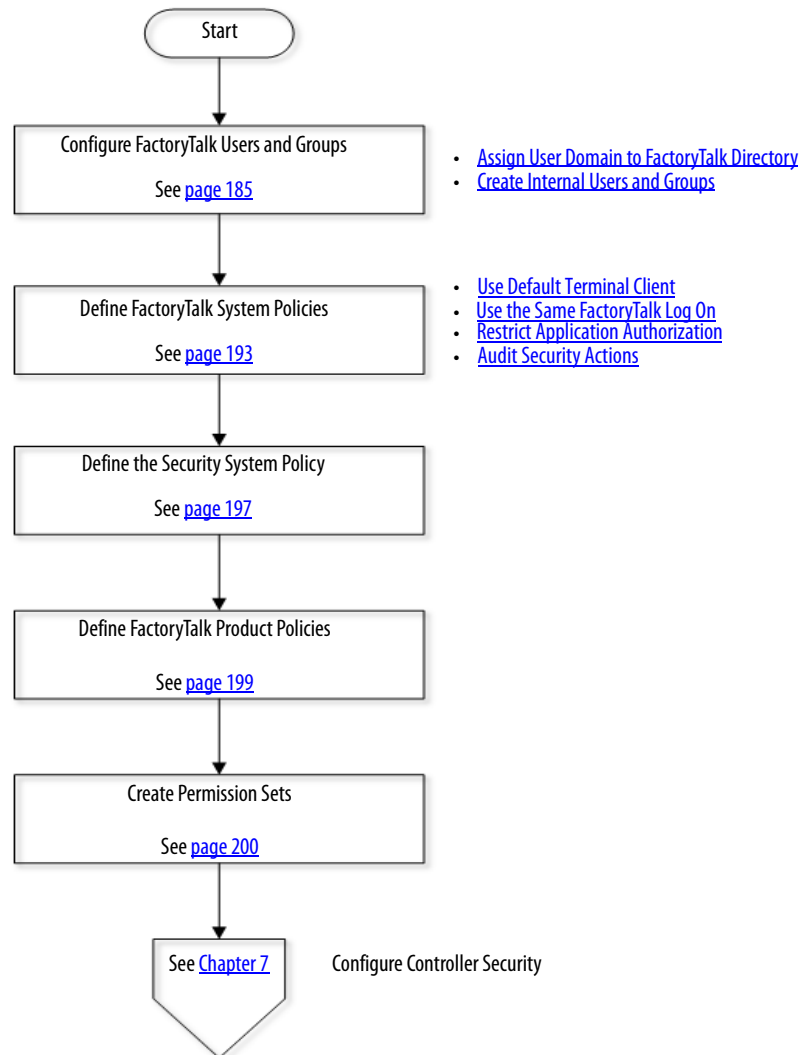 Start
Configure FactoryTalk Users and Groups
See page 185
• Assign User Domain to FactoryTalk Directory
• Create Internal Users and Groups
Define FactoryTalk System Policies
See page 193
• Use Default Terminal Client
• Use the Same FactoryTalk Log On
• Restrict Application Authorization
• Audit Security Actions
Define the Security System Policy
See page 197
Define FactoryTalk Product Policies
See page 199
Create Permission Sets
See page 200
See Chapter 7
Configure Controller Security